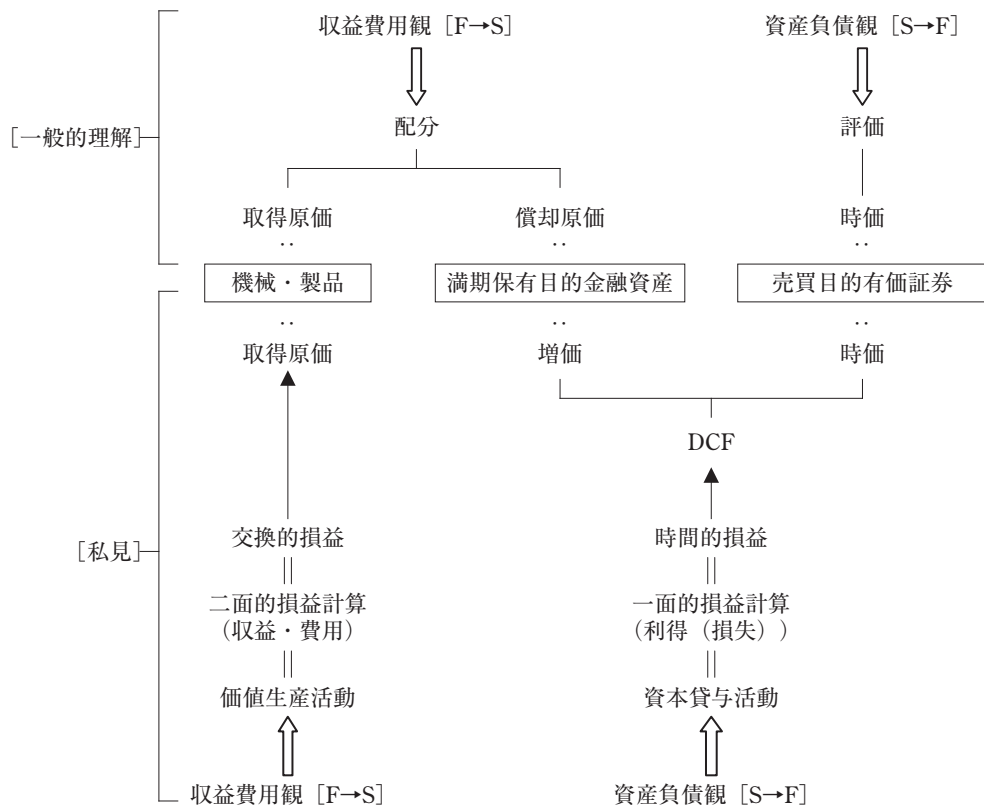 収益費用観［F→S］ 資産負債観［S→F］
配分 評価
［一般的理解］
取得原価 償却原価 時価
‥ ‥ ‥
機械・製品 満期保有目的金融資産 売買目的有価証券
‥ ‥ ‥
取得原価 増価 時価
DCF
［私見］
交換的損益 時間的損益
二面的損益計算 一面的損益計算
（収益・費用） （利得（損失））
価値生産活動 資本貸与活動
収益費用観［F→S］ 資産負債観［S→F］